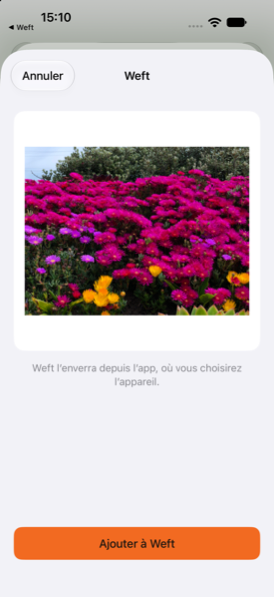 15:10
◀ Weft
Annuler
Weft
Weft l'enverra depuis l'app, où vous choisirez
l'appareil.
Ajouter à Weft